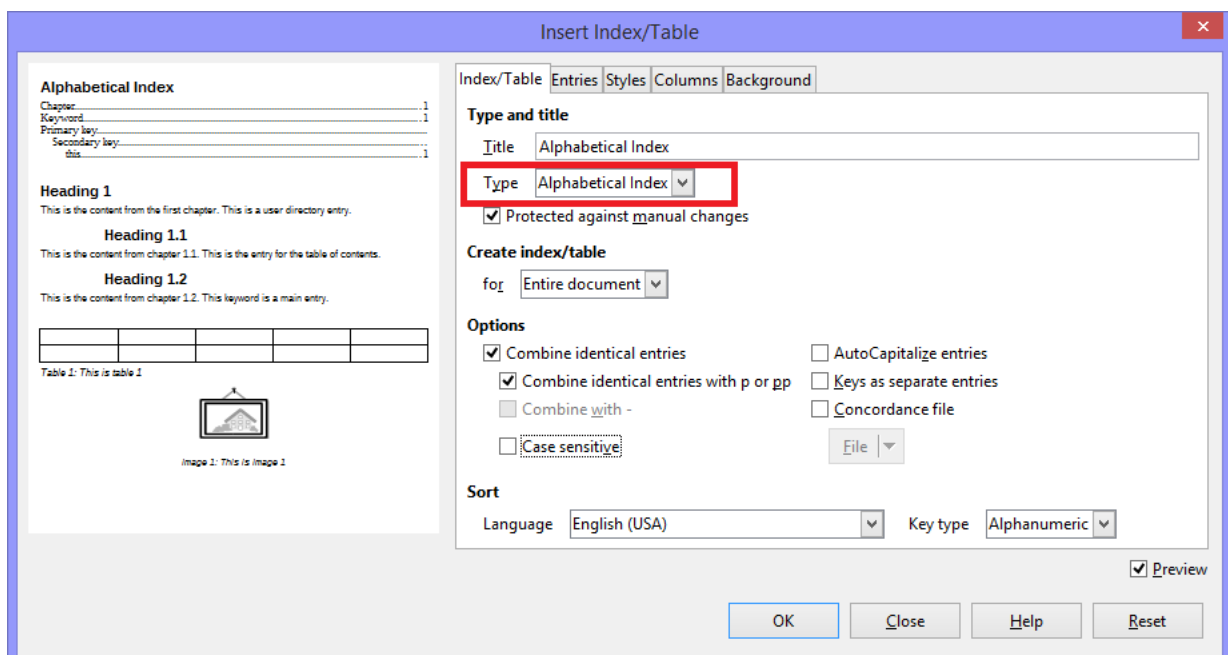 Insert Index/Table
Alphabetical Index
Chapter 1
Keyword 1
Primary key
Secondary key
this 1
Heading 1
This is the content from the first chapter. This is a user directory entry.
Heading 1.1
This is the content from chapter 1.1. This is the entry for the table of contents.
Heading 1.2
This is the content from chapter 1.2. This keyword is a main entry.
Table 1: This is table 1
Image 1: This is image 1
Index/Table Entries Styles Columns Background
Type and title
Title Alphabetical Index
Type Alphabetical Index
Protected against manual changes
Create index/table
for Entire document
Options
Combine identical entries AutoCapitalize entries
Combine identical entries with p or pp Keys as separate entries
Combine with - Concordance file
Case sensitive File
Sort
Language English (USA) Key type Alphanumeric
Preview
OK Close Help Reset